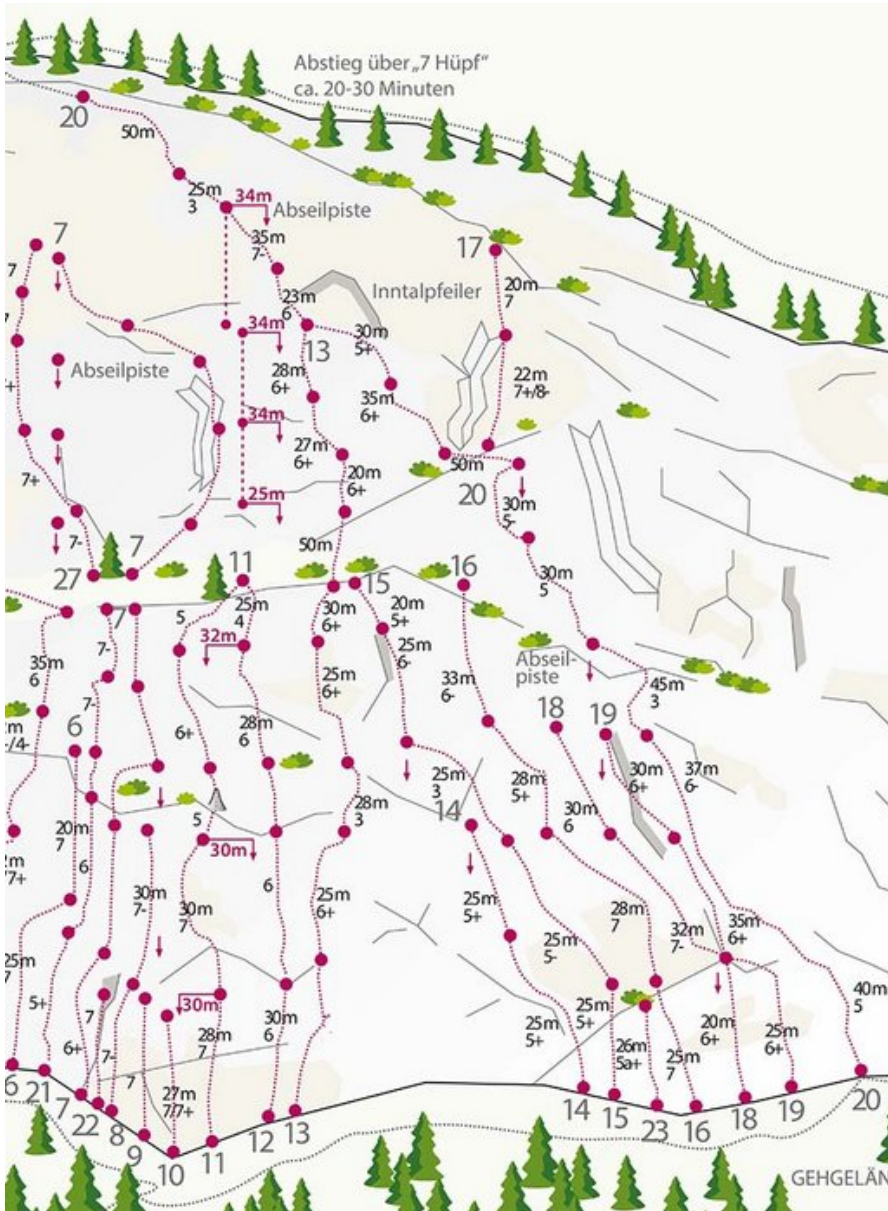 Abstieg über „7 Hüpf"
ca. 20-30 Minuten
20
50m
25m
3
34m
Abseilpiste
35m
7-
7
7
17
20m
7
23m
6
Inntalpfeiler
34m
13
30m
5+
Abseilpiste
28m
6+
35m
6+
22m
7+/8-
34m
27m
6+
50m
20
7+
20m
6+
25m
30m
5-
7-
7
50m
27
11
15
16
30m
5
7
5
25m
4
30m
6+
20m
5+
7-
32m
25m
6-
Abseil-
piste
35m
6
25m
6+
33m
6-
45m
3
7-
6
6+
28m
6
18
19
25m
3
28m
5+
30m
6+
37m
6-
20m
7
5
28m
3
14
30m
6
30m
6
30m
7-
30m
7
6
25m
6+
25m
5+
28m
7
32m
7-
35m
6+
25m
7
25m
5-
5+
30m
40m
5
7
28m
7
30m
6
25m
5+
25m
5+
20m
6+
25m
6+
6+
7-
26m
5a+
25m
7
7
27m
7/7+
6
21
7
22
8
9
10
11
12
13
14
15
23
16
18
19
20
GEHGELÄN